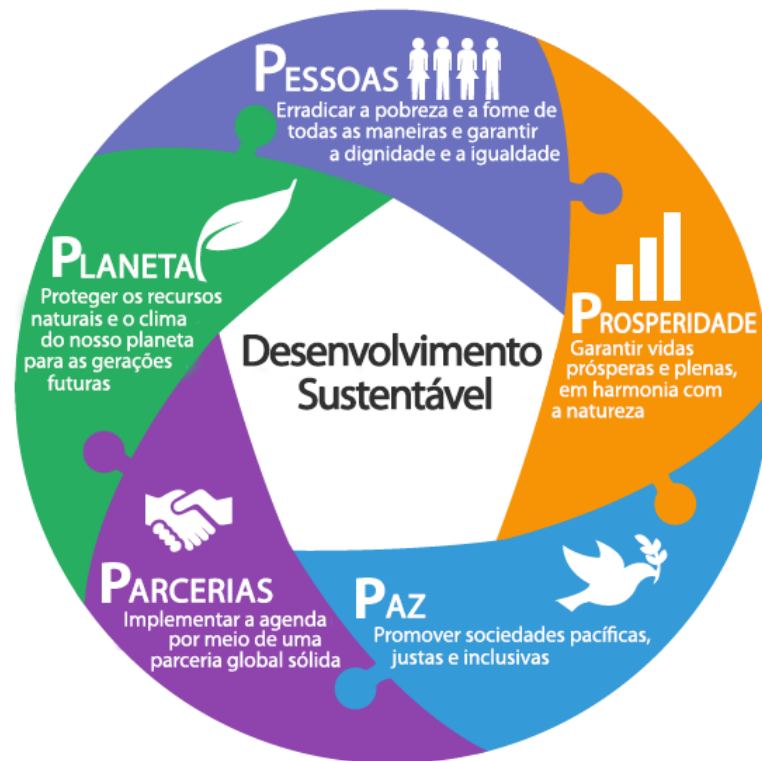 PESSOAS
Erradicar a pobreza e a fome de
todas as maneiras e garantir
a dignidade e a igualdade
PROSPERIDADE
Garantir vidas
prósperas e plenas,
em harmonia com
a natureza
PAZ
Promover sociedades pacíficas,
justas e inclusivas
PARCERIAS
Implementar a agenda
por meio de uma
parceria global sólida
PLANETA
Proteger os recursos
naturais e o clima
do nosso planeta
para as gerações
futuras
Desenvolvimento
Sustentável